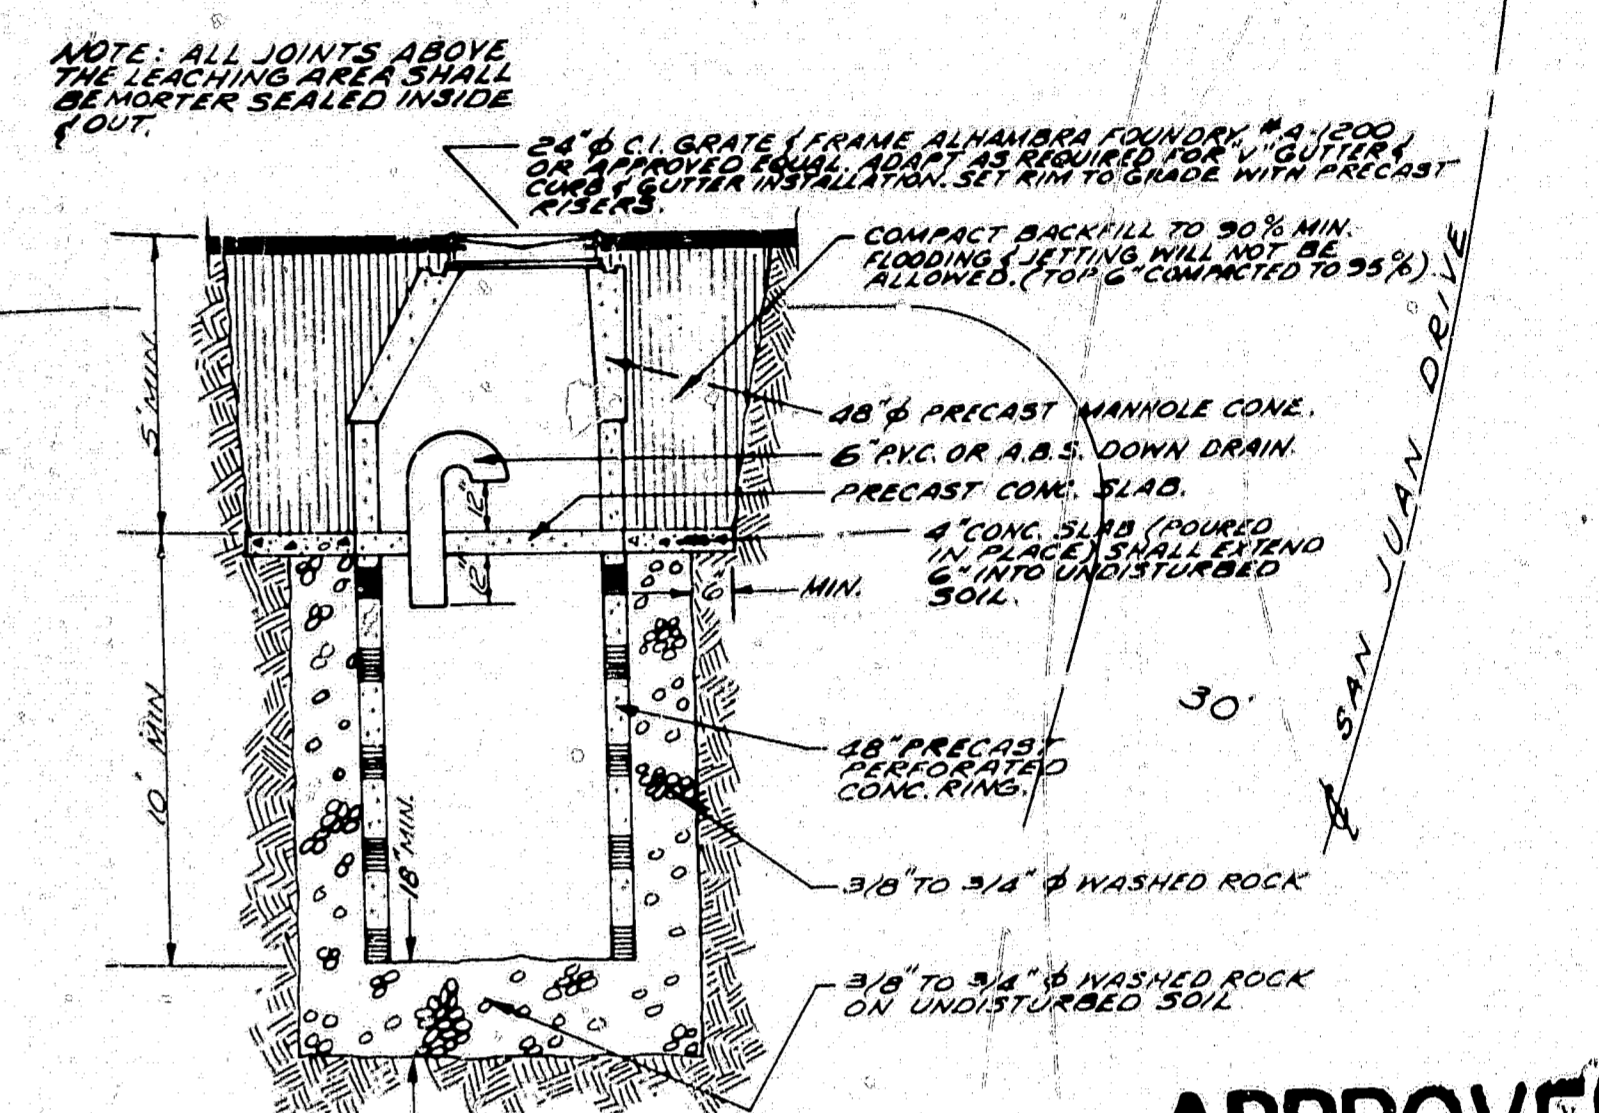 NOTE: ALL JOINTS ABOVE
THE LEACHING AREA SHALL
BE MORTER SEALED INSIDE
& OUT.
24" φ C.I. GRATE & FRAME ALHAMBRA FOUNDRY #A-1200
OR APPROVED EQUAL. ADAPT AS REQUIRED FOR "V" GUTTER &
CURB & GUTTER INSTALLATION. SET RIM TO GRADE WITH PRECAST
RISERS.
COMPACT BACKFILL TO 90% MIN.
FLOODING & JETTING WILL NOT BE
ALLOWED. (TOP 6" COMPACTED TO 95%)
5' MIN.
48" φ PRECAST MANHOLE CONE.
6" P.V.C. OR A.B.S. DOWN DRAIN.
PRECAST CONC. SLAB.
12"
4" CONC. SLAB (POURED
IN PLACE) SHALL EXTEND
6" INTO UNDISTURBED
SOIL.
12"
6" MIN.
10' MIN
48" PRECAST
PERFORATED
CONC. RING.
18" MIN.
3/8" TO 3/4" φ WASHED ROCK
3/8" TO 3/4" φ WASHED ROCK
ON UNDISTURBED SOIL
30'
℄ SAN JUAN DRIVE
APPROVE